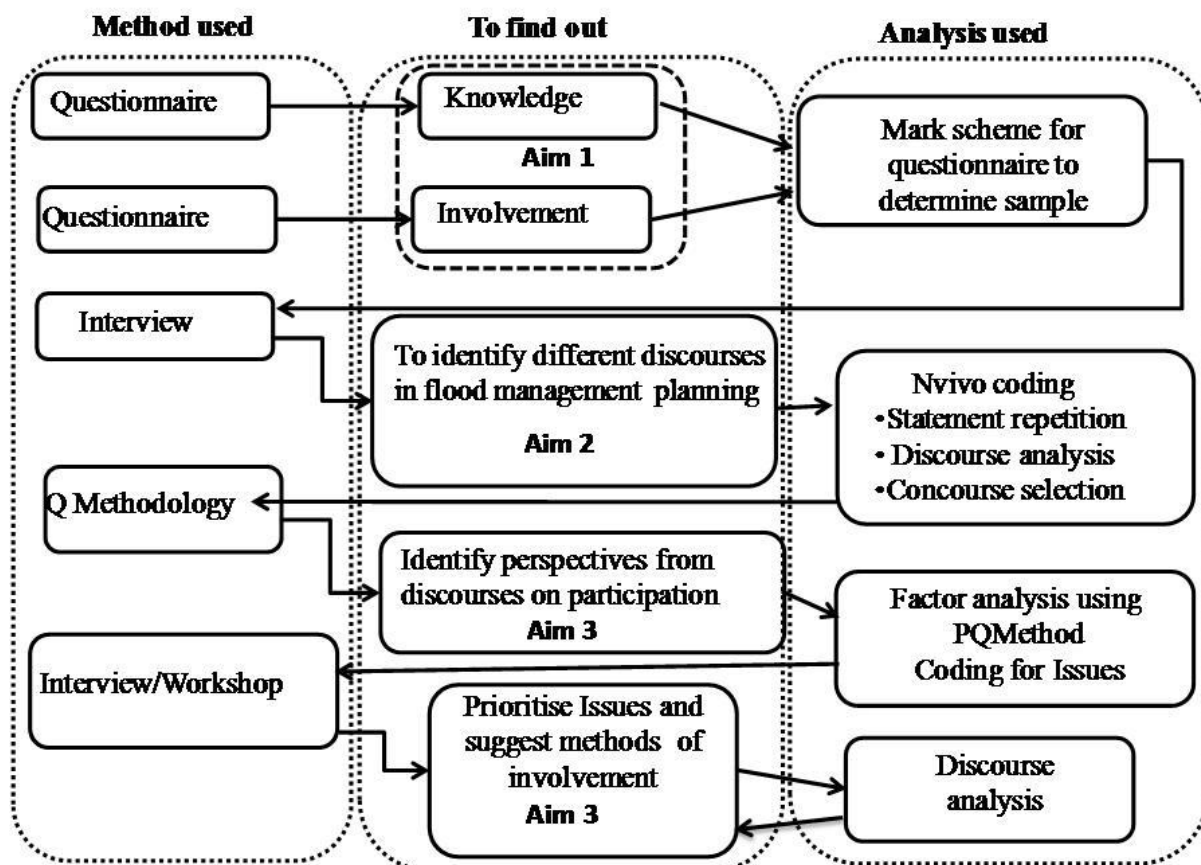 Method used
To find out
Analysis used
Questionnaire
Knowledge
Aim 1
Mark scheme for
questionnaire to
determine sample
Questionnaire
Involvement
Interview
To identify different discourses
in flood management planning
Aim 2
Nvivo coding
•Statement repetition
•Discourse analysis
•Concourse selection
Q Methodology
Identify perspectives from
discourses on participation
Aim 3
Factor analysis using
PQMethod
Coding for Issues
Interview/Workshop
Prioritise Issues and
suggest methods of
involvement
Aim 3
Discourse
analysis